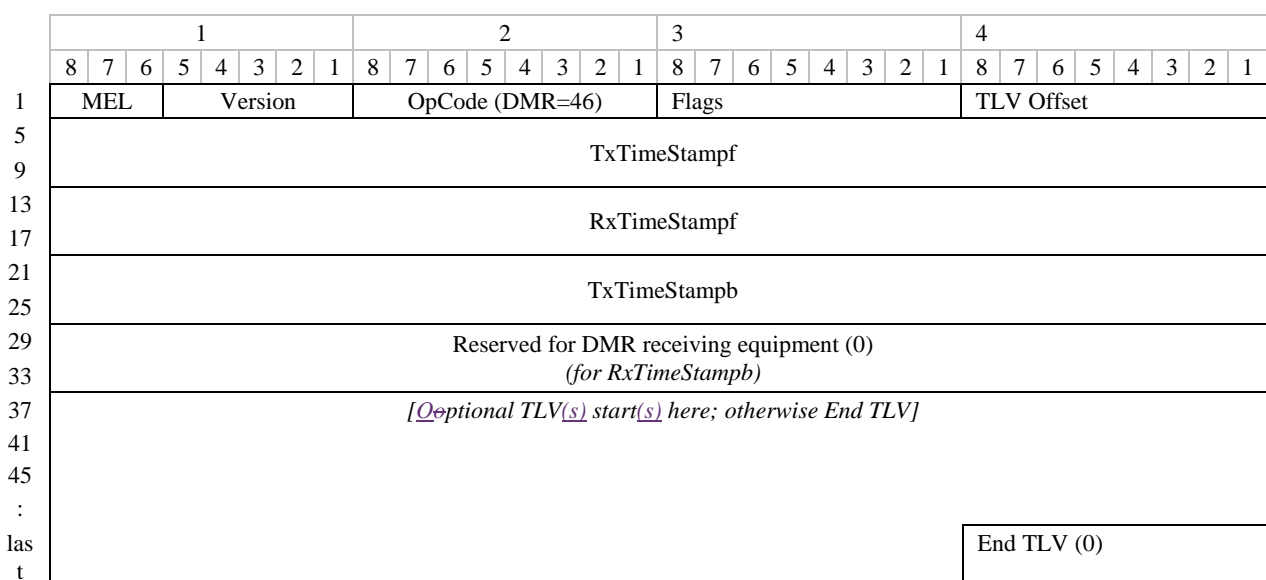 1 2 3 4
8 7 6 5 4 3 2 1 8 7 6 5 4 3 2 1 8 7 6 5 4 3 2 1 8 7 6 5 4 3 2 1
1 MEL Version OpCode (DMR=46) Flags TLV Offset
5
TxTimeStampf
9
13
RxTimeStampf
17
21
TxTimeStampb
25
29 Reserved for DMR receiving equipment (0)
33 (for RxTimeStampb)
37 [Ooptional TLV(s) start(s) here; otherwise End TLV]
41
45
:
las End TLV (0)
t